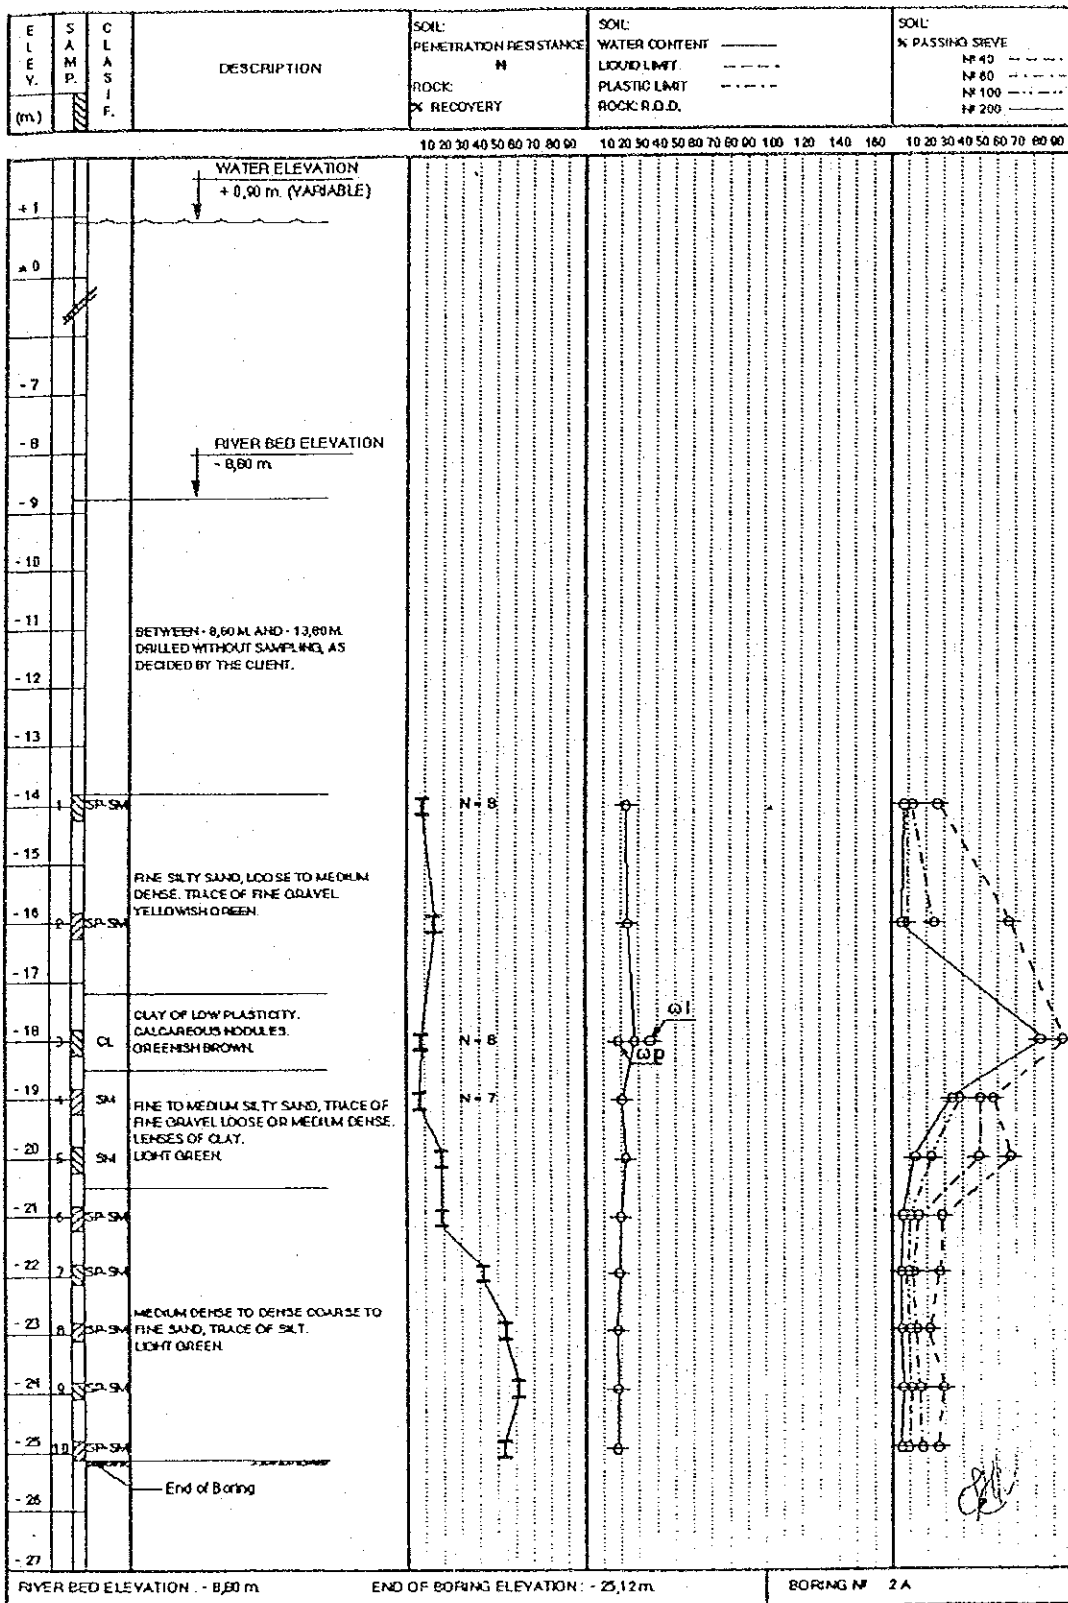 ELEV. (m.)
SAMP.
CLASIF.
DESCRIPTION
SOIL:
PENETRATION RESISTANCE
N
ROCK:
% RECOVERY
SOIL:
WATER CONTENT
LIQUID LIMIT
PLASTIC LIMIT
ROCK: R.Q.D.
SOIL:
% PASSING SIEVE
Nº 40
Nº 80
Nº 100
Nº 200
10 20 30 40 50 60 70 80 90
10 20 30 40 50 60 70 80 90 100 120 140 160
10 20 30 40 50 60 70 80 90
WATER ELEVATION
+ 0,90 m. (VARIABLE)
+ 1
± 0
- 7
- 8
RIVER BED ELEVATION
- 8,80 m.
- 9
- 10
- 11
BETWEEN - 8,80 M. AND - 13,80 M.
DRILLED WITHOUT SAMPLING, AS
DECIDED BY THE CLIENT.
- 12
- 13
- 14
1 SP-SM N = 8
- 15
FINE SILTY SAND, LOOSE TO MEDIUM
DENSE. TRACE OF FINE GRAVEL.
YELLOWISH GREEN.
- 16
2 SP-SM
- 17
CLAY OF LOW PLASTICITY.
CALCAREOUS NODULES.
GREENISH BROWN.
- 18
3 CL N = 8
ωl
ωp
- 19
4 SM N = 7
FINE TO MEDIUM SILTY SAND, TRACE OF
FINE GRAVEL LOOSE OR MEDIUM DENSE.
LENSES OF CLAY.
LIGHT GREEN.
- 20
5 SM
- 21
6 SP-SM
- 22
7 SP-SM
MEDIUM DENSE TO DENSE COARSE TO
FINE SAND, TRACE OF SILT.
LIGHT GREEN.
- 23
8 SP-SM
- 24
9 SP-SM
- 25
10 SP-SM
End of Boring
- 26
- 27
RIVER BED ELEVATION : - 8,80 m. END OF BORING ELEVATION : - 25,12 m. BORING Nº 2 A